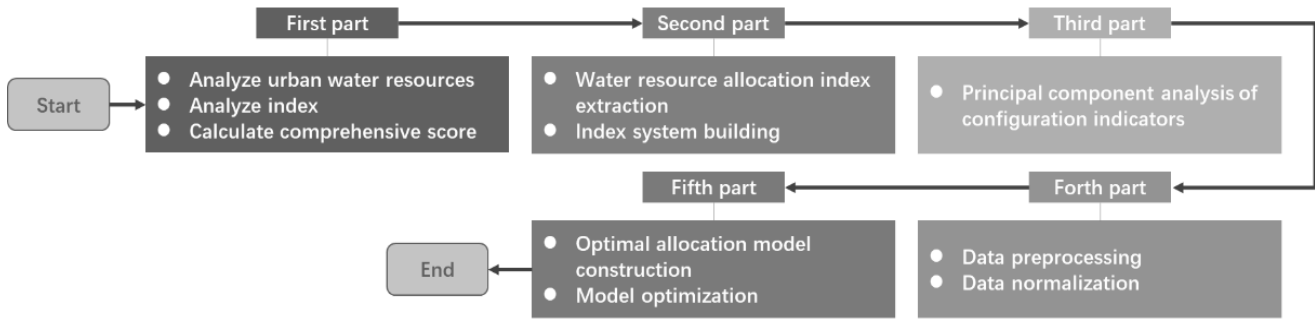 First part
Second part
Third part
Start
Analyze urban water resources
Analyze index
Calculate comprehensive score
Water resource allocation index
extraction
Index system building
Principal component analysis of
configuration indicators
Forth part
Fifth part
Data preprocessing
Data normalization
Optimal allocation model
construction
Model optimization
End